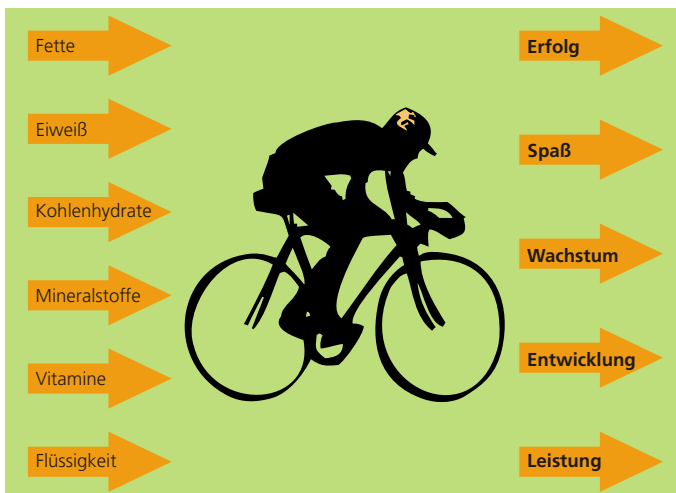 Fette
Eiweiß
Kohlenhydrate
Mineralstoffe
Vitamine
Flüssigkeit
Erfolg
Spaß
Wachstum
Entwicklung
Leistung